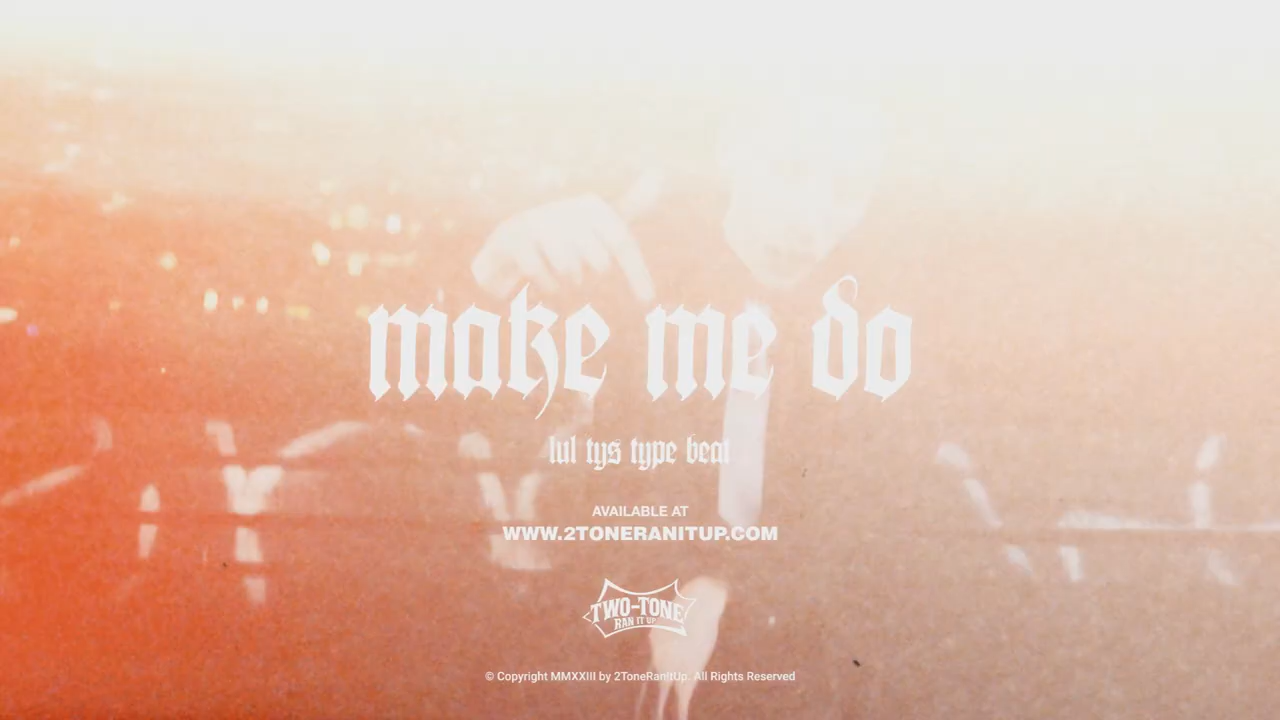 make me do
lul tys type beat
AVAILABLE AT
WWW.2TONERANITUP.COM
TWO-TONE
RAN IT UP
© Copyright MMXXIII by 2ToneRanItUp. All Rights Reserved